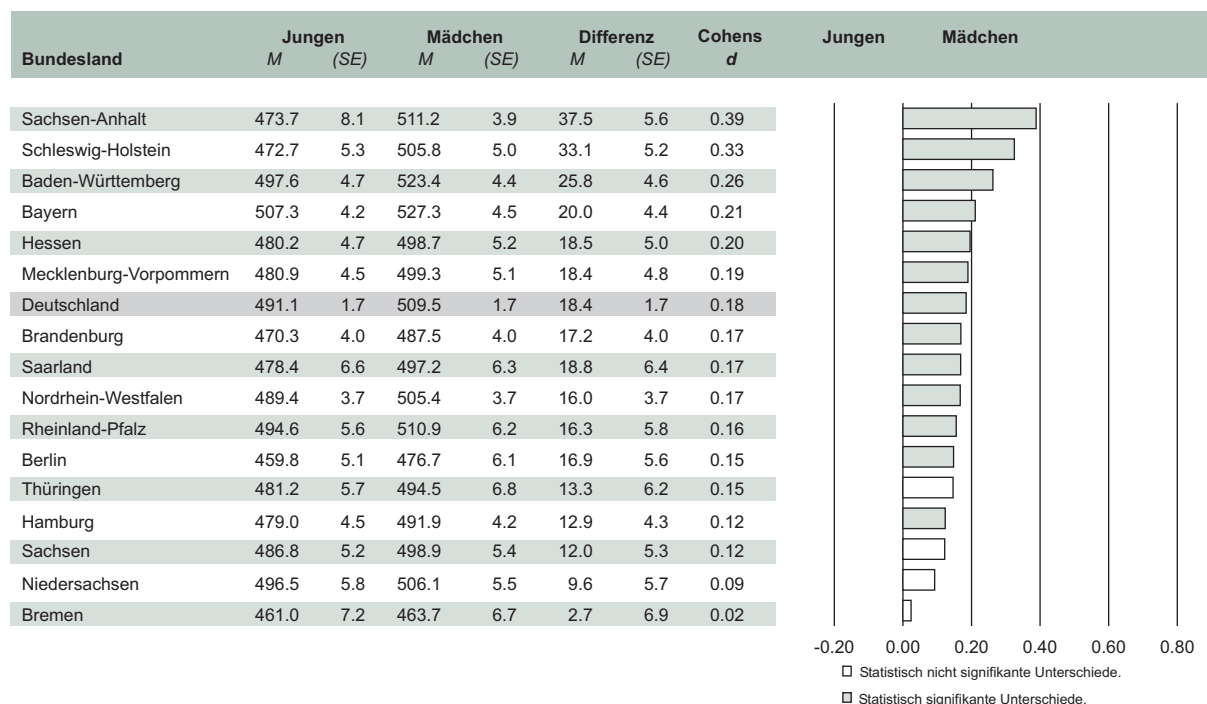 Jungen Mädchen Differenz Cohens Jungen Mädchen
Bundesland M (SE) M (SE) M (SE) d
Sachsen-Anhalt 473.7 8.1 511.2 3.9 37.5 5.6 0.39
Schleswig-Holstein 472.7 5.3 505.8 5.0 33.1 5.2 0.33
Baden-Württemberg 497.6 4.7 523.4 4.4 25.8 4.6 0.26
Bayern 507.3 4.2 527.3 4.5 20.0 4.4 0.21
Hessen 480.2 4.7 498.7 5.2 18.5 5.0 0.20
Mecklenburg-Vorpommern 480.9 4.5 499.3 5.1 18.4 4.8 0.19
Deutschland 491.1 1.7 509.5 1.7 18.4 1.7 0.18
Brandenburg 470.3 4.0 487.5 4.0 17.2 4.0 0.17
Saarland 478.4 6.6 497.2 6.3 18.8 6.4 0.17
Nordrhein-Westfalen 489.4 3.7 505.4 3.7 16.0 3.7 0.17
Rheinland-Pfalz 494.6 5.6 510.9 6.2 16.3 5.8 0.16
Berlin 459.8 5.1 476.7 6.1 16.9 5.6 0.15
Thüringen 481.2 5.7 494.5 6.8 13.3 6.2 0.15
Hamburg 479.0 4.5 491.9 4.2 12.9 4.3 0.12
Sachsen 486.8 5.2 498.9 5.4 12.0 5.3 0.12
Niedersachsen 496.5 5.8 506.1 5.5 9.6 5.7 0.09
Bremen 461.0 7.2 463.7 6.7 2.7 6.9 0.02
-0.20 0.00 0.20 0.40 0.60 0.80
Statistisch nicht signifikante Unterschiede.
Statistisch signifikante Unterschiede.